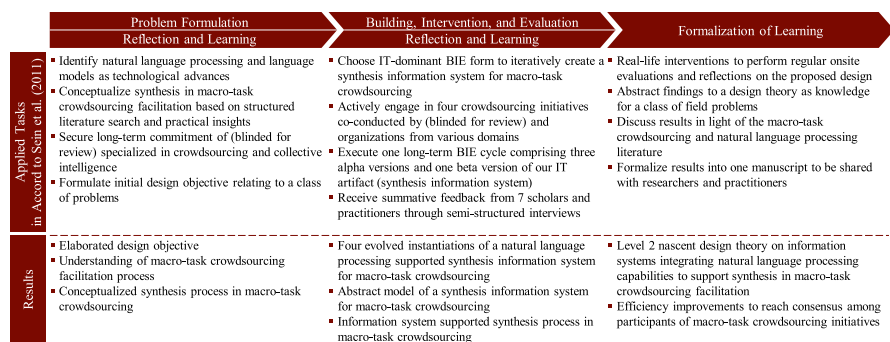 Problem Formulation
Reflection and Learning
Building, Intervention, and Evaluation
Reflection and Learning
Formalization of Learning
Applied Tasks
in Accord to Sein et al. (2011)
▪ Identify natural language processing and language
models as technological advances
▪ Conceptualize synthesis in macro-task
crowdsourcing facilitation based on structured
literature search and practical insights
▪ Secure long-term commitment of (blinded for
review) specialized in crowdsourcing and collective
intelligence
▪ Formulate initial design objective relating to a class
of problems
▪ Choose IT-dominant BIE form to iteratively create a
synthesis information system for macro-task
crowdsourcing
▪ Actively engage in four crowdsourcing initiatives
co-conducted by (blinded for review) and
organizations from various domains
▪ Execute one long-term BIE cycle comprising three
alpha versions and one beta version of our IT
artifact (synthesis information system)
▪ Receive summative feedback from 7 scholars and
practitioners through semi-structured interviews
▪ Real-life interventions to perform regular onsite
evaluations and reflections on the proposed design
▪ Abstract findings to a design theory as knowledge
for a class of field problems
▪ Discuss results in light of the macro-task
crowdsourcing and natural language processing
literature
▪ Formalize results into one manuscript to be shared
with researchers and practitioners
Results
▪ Elaborated design objective
▪ Understanding of macro-task crowdsourcing
facilitation process
▪ Conceptualized synthesis process in macro-task
crowdsourcing
▪ Four evolved instantiations of a natural language
processing supported synthesis information system
for macro-task crowdsourcing
▪ Abstract model of a synthesis information system
for macro-task crowdsourcing
▪ Information system supported synthesis process in
macro-task crowdsourcing
▪ Level 2 nascent design theory on information
systems integrating natural language processing
capabilities to support synthesis in macro-task
crowdsourcing facilitation
▪ Efficiency improvements to reach consensus among
participants of macro-task crowdsourcing initiatives